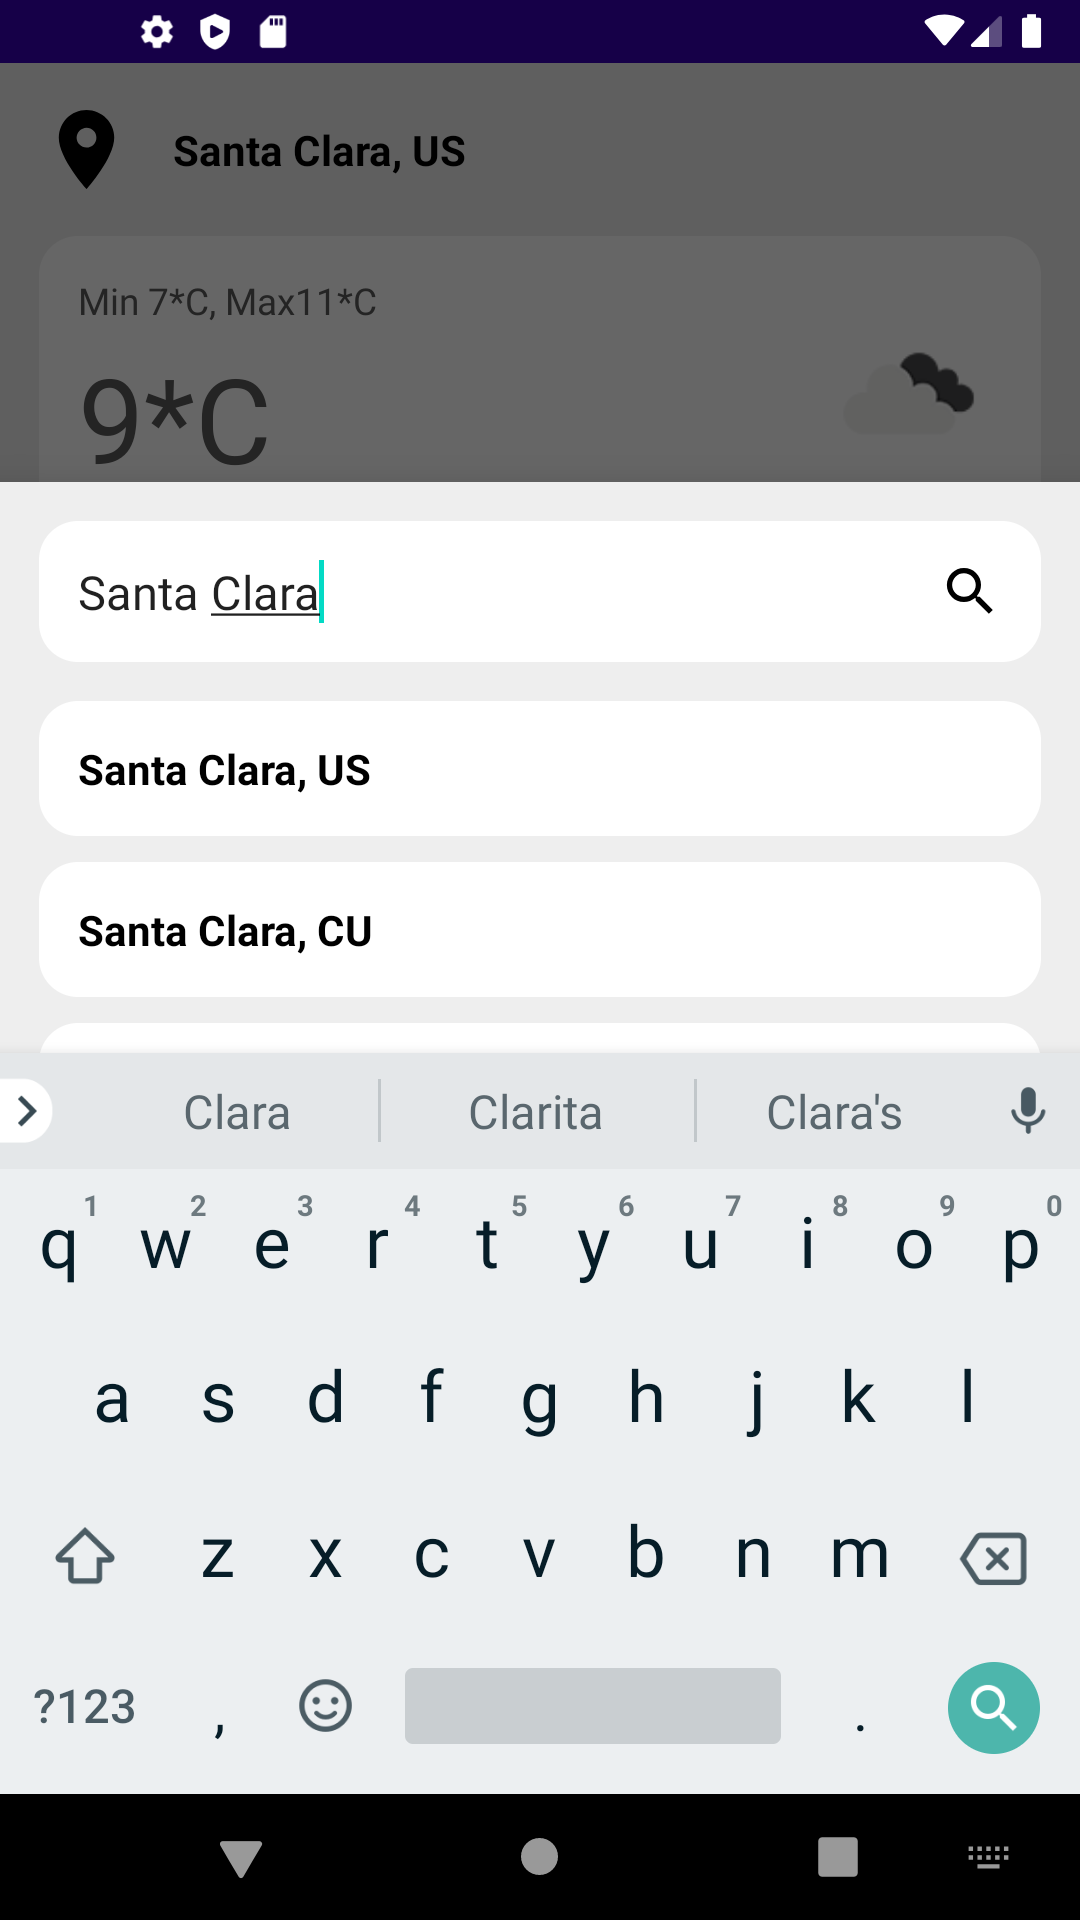 Santa Clara, US
Min 7*C, Max11*C
9*C
Santa Clara
Santa Clara, US
Santa Clara, CU
Clara Clarita Clara's
1 2 3 4 5 6 7 8 9 0
q w e r t y u i o p
a s d f g h j k l
z x c v b n m
?123 , .